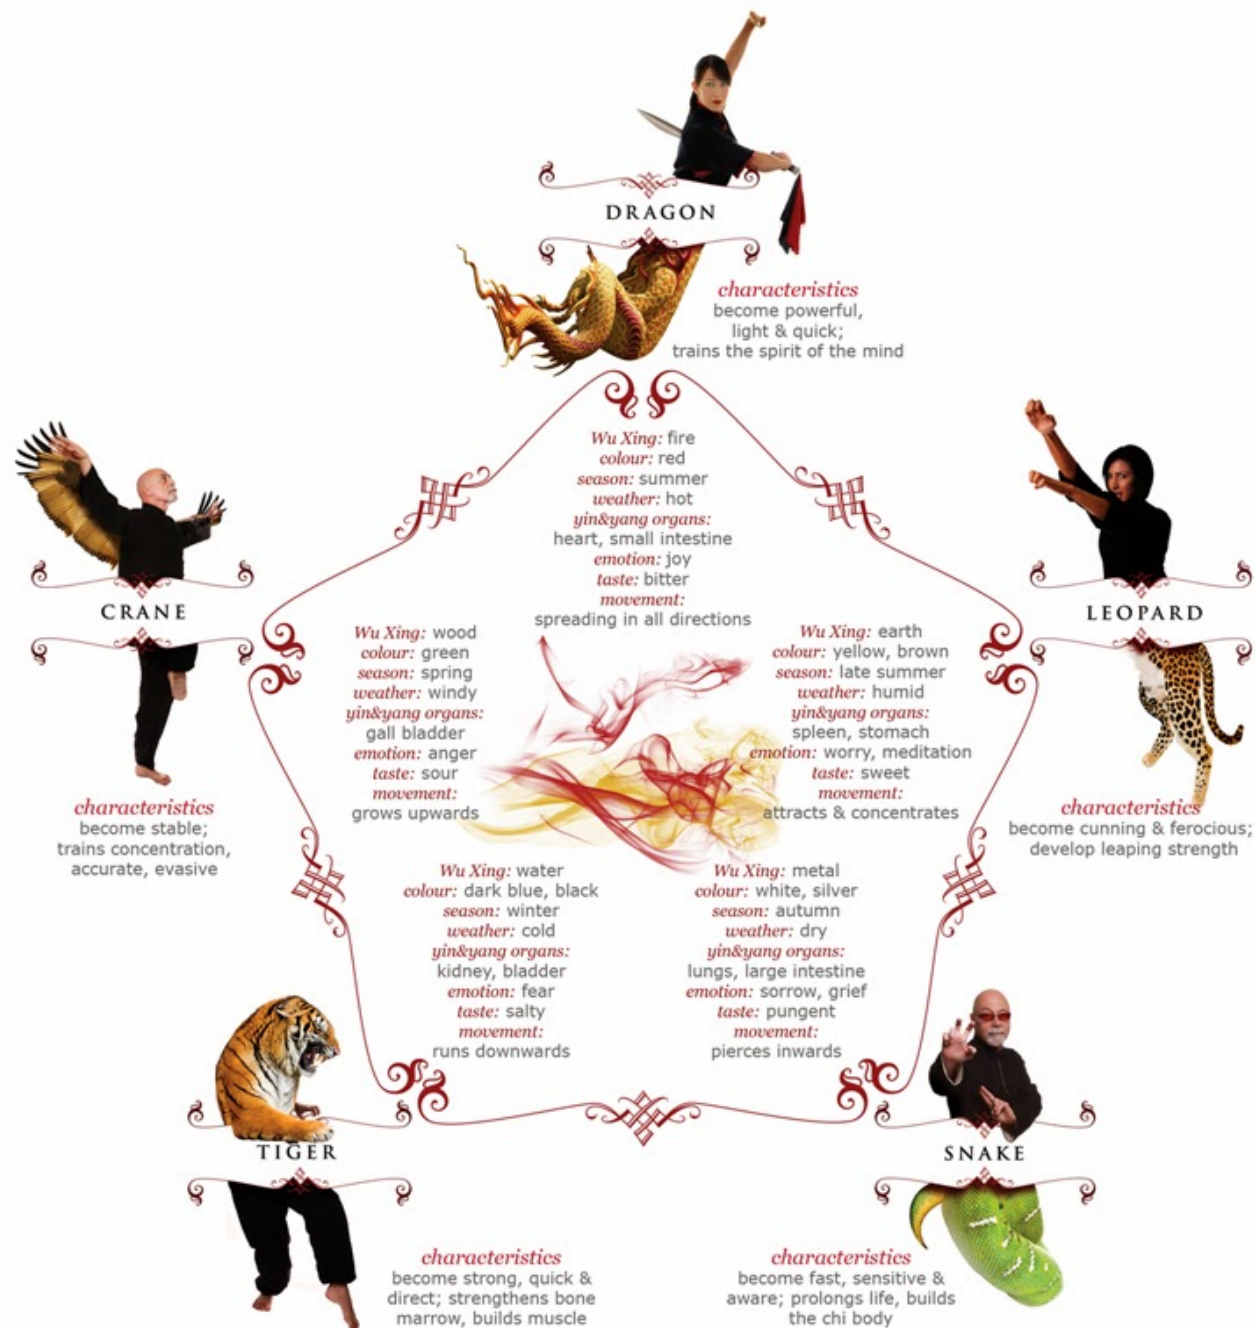 DRAGON
characteristics
become powerful,
light & quick;
trains the spirit of the mind
Wu Xing: fire
colour: red
season: summer
weather: hot
yin&yang organs:
heart, small intestine
emotion: joy
taste: bitter
movement:
spreading in all directions
CRANE
characteristics
become stable;
trains concentration,
accurate, evasive
Wu Xing: wood
colour: green
season: spring
weather: windy
yin&yang organs:
gall bladder
emotion: anger
taste: sour
movement:
grows upwards
Wu Xing: earth
colour: yellow, brown
season: late summer
weather: humid
yin&yang organs:
spleen, stomach
emotion: worry, meditation
taste: sweet
movement:
attracts & concentrates
LEOPARD
characteristics
become cunning & ferocious;
develop leaping strength
Wu Xing: water
colour: dark blue, black
season: winter
weather: cold
yin&yang organs:
kidney, bladder
emotion: fear
taste: salty
movement:
runs downwards
Wu Xing: metal
colour: white, silver
season: autumn
weather: dry
yin&yang organs:
lungs, large intestine
emotion: sorrow, grief
taste: pungent
movement:
pierces inwards
TIGER
characteristics
become strong, quick &
direct; strengthens bone
marrow, builds muscle
SNAKE
characteristics
become fast, sensitive &
aware; prolongs life, builds
the chi body